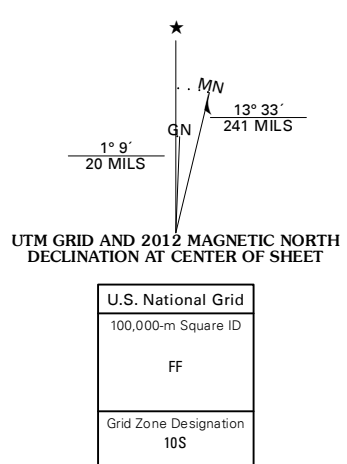 MN
13° 33´
241 MILS
GN
1° 9´
20 MILS
UTM GRID AND 2012 MAGNETIC NORTH
DECLINATION AT CENTER OF SHEET
U.S. National Grid
100,000-m Square ID
FF
Grid Zone Designation
10S